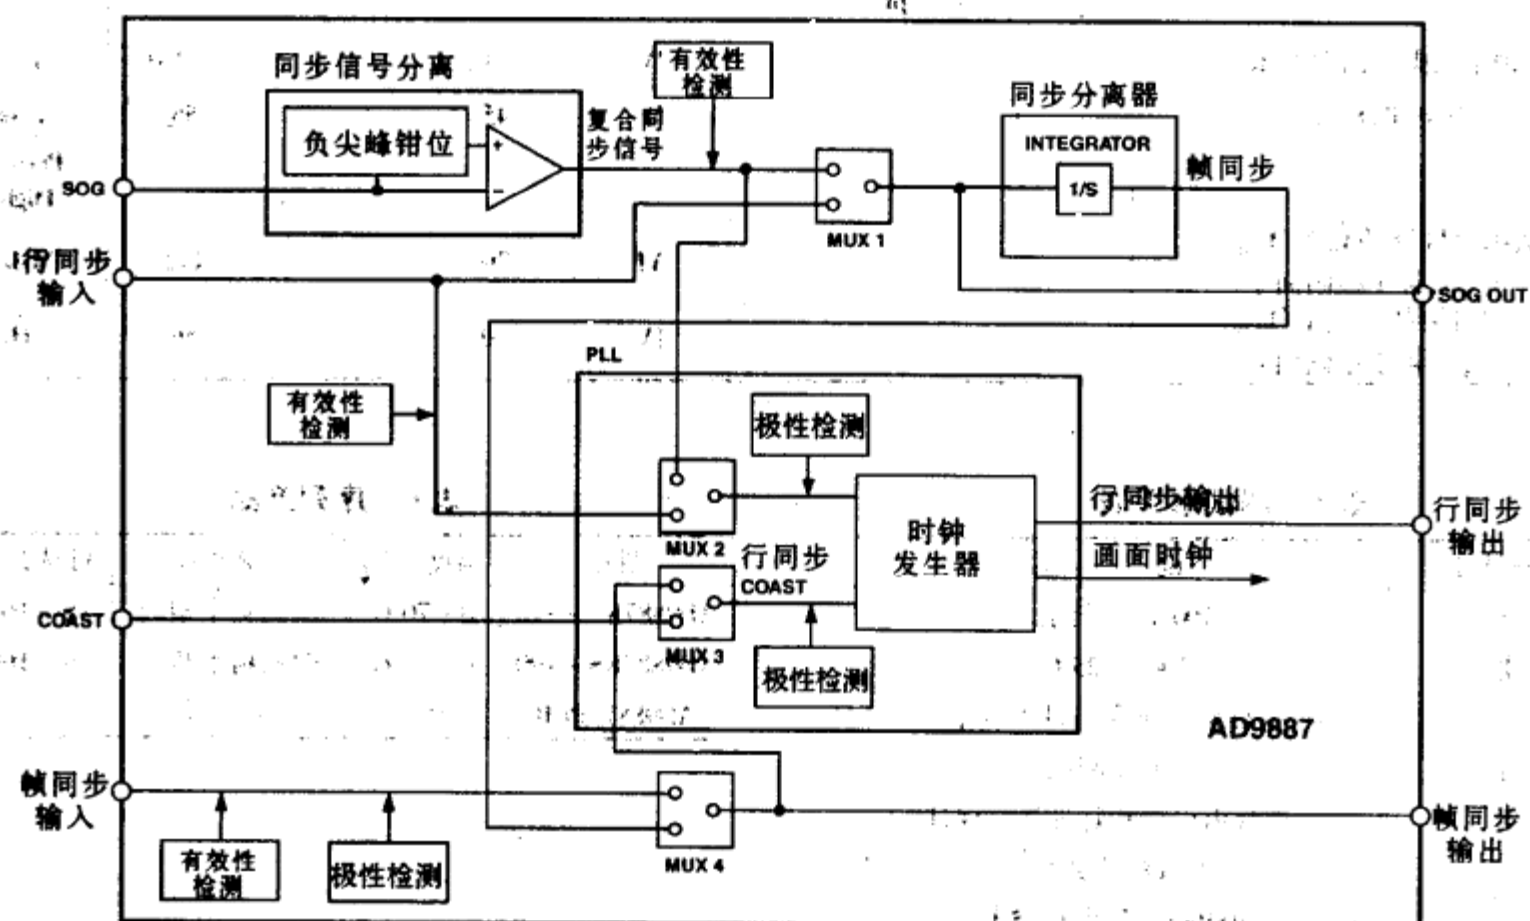 同步信号分离
有效性
检测
同步分离器
负尖峰钳位
+
−
复合同
步信号
INTEGRATOR
1/S
帧同步
SOG
MUX 1
行同步
输入
SOG OUT
PLL
有效性
检测
极性检测
MUX 2
时钟
发生器
行同步输出
画面时钟
行同步
输出
行同步
COAST
COAST
MUX 3
极性检测
AD9887
帧同步
输入
有效性
检测
极性检测
MUX 4
帧同步
输出